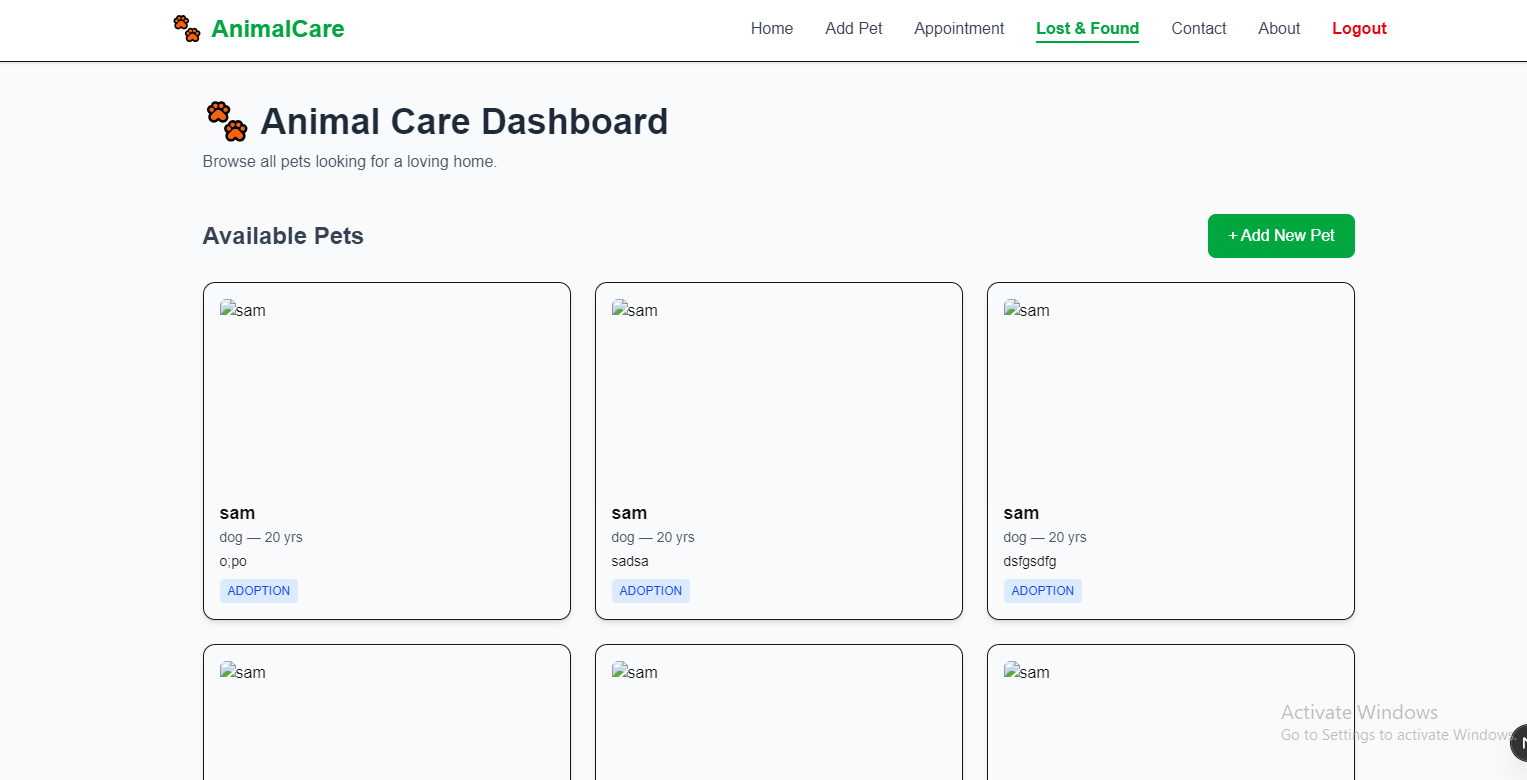 AnimalCare
Home Add Pet Appointment Lost & Found Contact About Logout
Animal Care Dashboard
Browse all pets looking for a loving home.
Available Pets
+ Add New Pet
sam sam sam
sam sam sam
dog — 20 yrs dog — 20 yrs dog — 20 yrs
o;po sadsa dsfgsdfg
ADOPTION ADOPTION ADOPTION
sam sam sam
Activate Windows
Go to Settings to activate Windows.